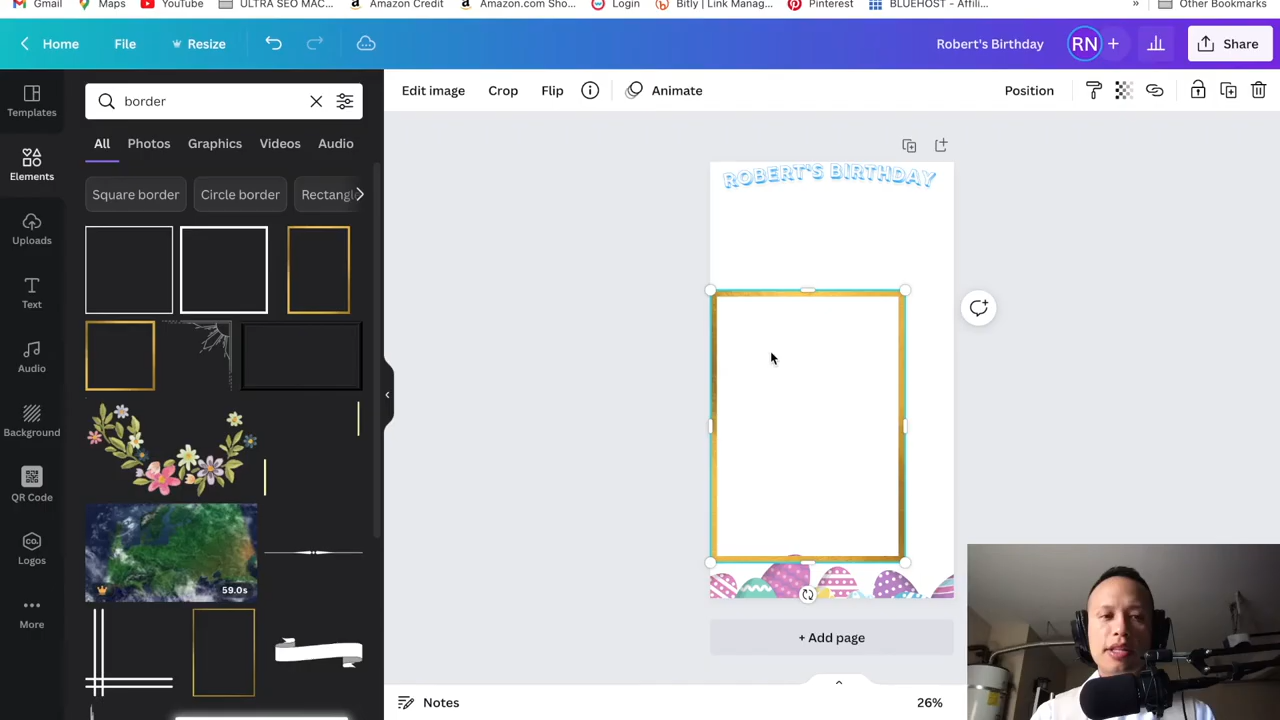 Gmail Maps YouTube ULTRA SEO MAC... Amazon Credit Amazon.com Sho... Login Bitly | Link Manag... Pinterest BLUEHOST - Affili... » Other Bookmarks
Home File Resize Robert's Birthday RN + Share
Templates
Elements
Uploads
Text
Audio
Background
QR Code
Logos
More
border
All Photos Graphics Videos Audio
Square border Circle border Rectangl
59.0s
Edit image Crop Flip Animate Position
ROBERT'S BIRTHDAY
+ Add page
Notes 26%